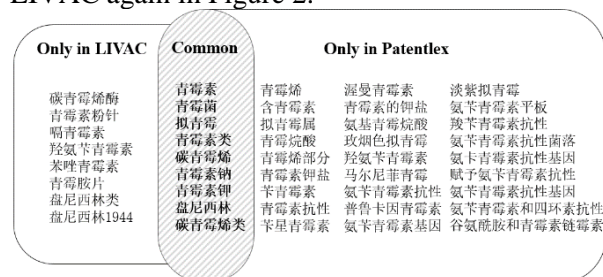 LIVAC again in Figure 2.
Only in LIVAC
碳青霉烯酶
青霉素粉针
嗝青霉素
羟氨苄青霉素
苯唑青霉素
青霉胺片
盘尼西林类
盘尼西林1944
Common
青霉素
青霉菌
拟青霉
青霉素类
碳青霉烯
青霉素钠
青霉素钾
盘尼西林
碳青霉烯类
Only in Patentlex
青霉烯 渥曼青霉素 淡紫拟青霉
含青霉素 青霉素的钾盐 氨苄青霉素平板
拟青霉属 氨基青霉烷酸 羧苄青霉素抗性
青霉烷酸 玫烟色拟青霉 氨苄青霉素抗性菌落
青霉烯部分 羟氨苄青霉素 氨卡青霉素抗性基因
青霉素钾盐 马尔尼菲青霉 赋予氨苄青霉素抗性
苄青霉素 氨苄青霉素抗性 氨苄青霉素抗性基因
青霉素抗性 普鲁卡因青霉素 氨苄青霉素和四环素抗性
苄星青霉素 氨苄青霉素基因 谷氨酰胺和青霉素链霉素